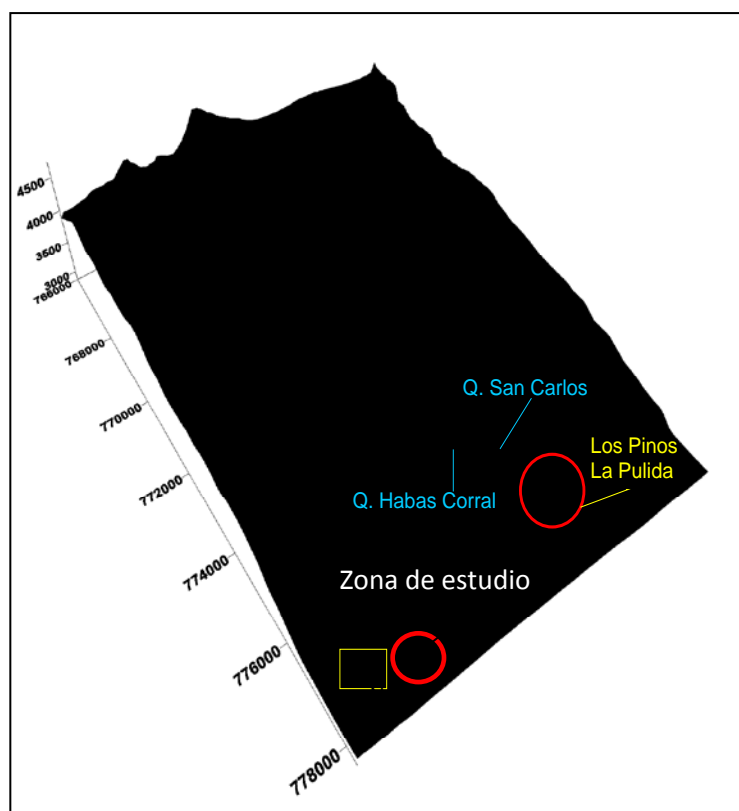 4500
4000
3500
3000
766000
768000
770000
772000
774000
776000
778000
Q. San Carlos
Los Pinos
La Pulida
Q. Habas Corral
Zona de estudio